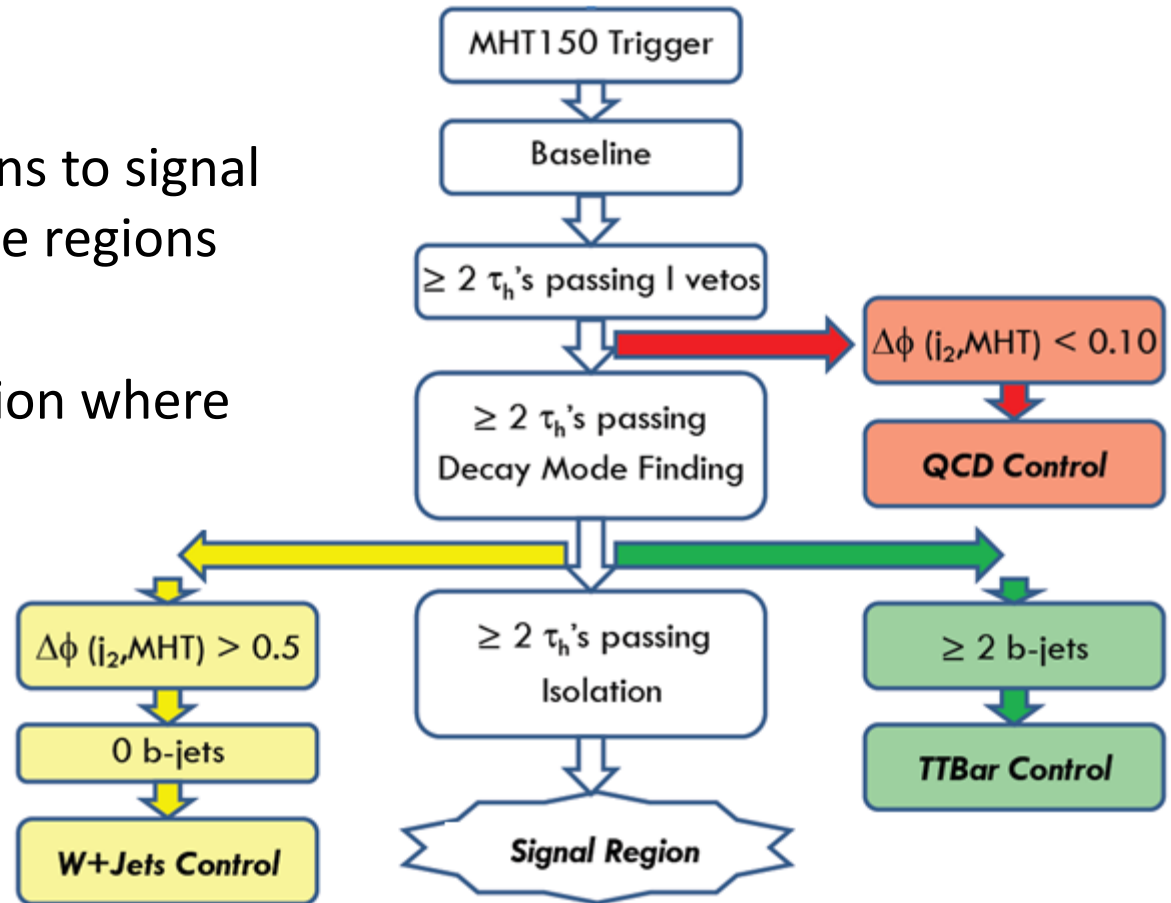 MHT150 Trigger
Baseline
ns to signal
e regions
≥ 2 τh's passing l vetos
Δϕ (j2,MHT) < 0.10
ion where
≥ 2 τh's passing
Decay Mode Finding
QCD Control
Δϕ (j2,MHT) > 0.5
≥ 2 τh's passing
Isolation
≥ 2 b-jets
0 b-jets
TTBar Control
W+Jets Control
Signal Region